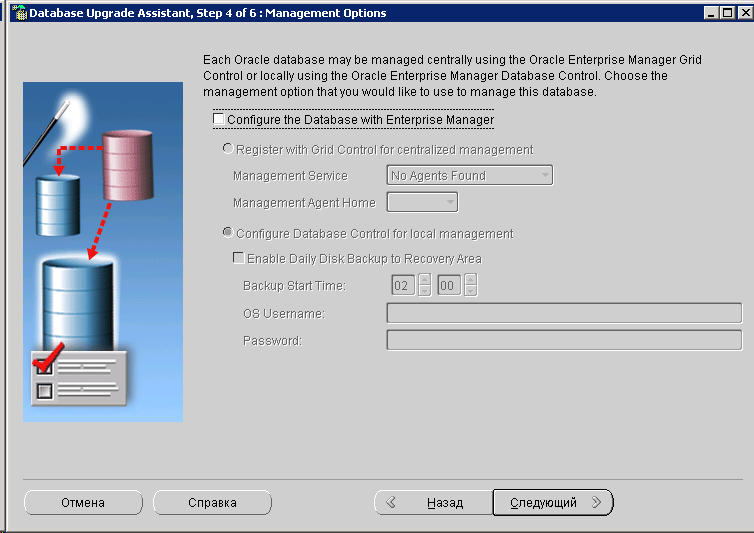 Database Upgrade Assistant, Step 4 of 6 : Management Options
Each Oracle database may be managed centrally using the Oracle Enterprise Manager Grid
Control or locally using the Oracle Enterprise Manager Database Control. Choose the
management option that you would like to use to manage this database.
Configure the Database with Enterprise Manager
Register with Grid Control for centralized management
Management Service No Agents Found
Management Agent Home
Configure Database Control for local management
Enable Daily Disk Backup to Recovery Area
Backup Start Time: 02 00
OS Username:
Password:
Отмена Справка Назад Следующий